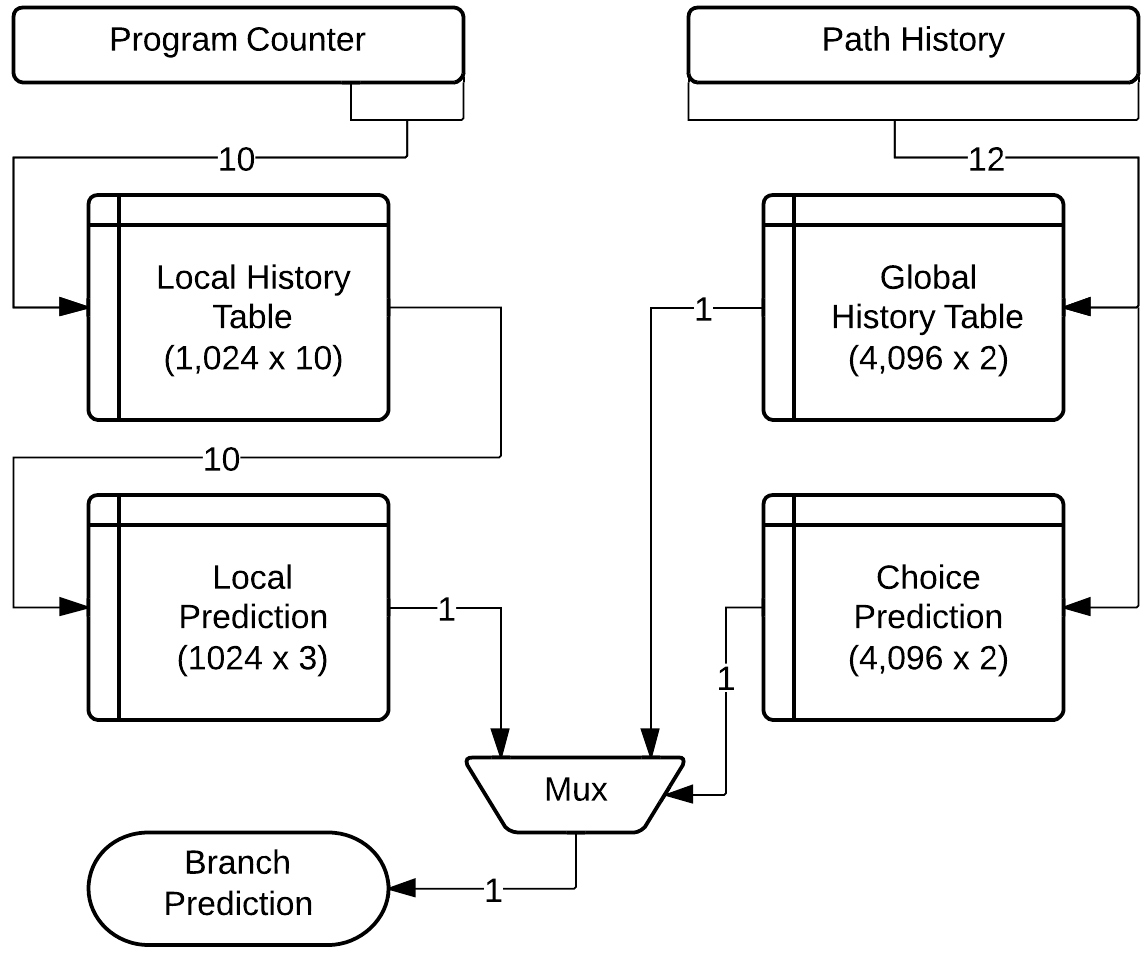 Program Counter
Path History
10
12
Local History
Table
(1,024 x 10)
Global
History Table
(4,096 x 2)
1
10
Local
Prediction
(1024 x 3)
1
Choice
Prediction
(4,096 x 2)
1
Mux
Branch
Prediction
1